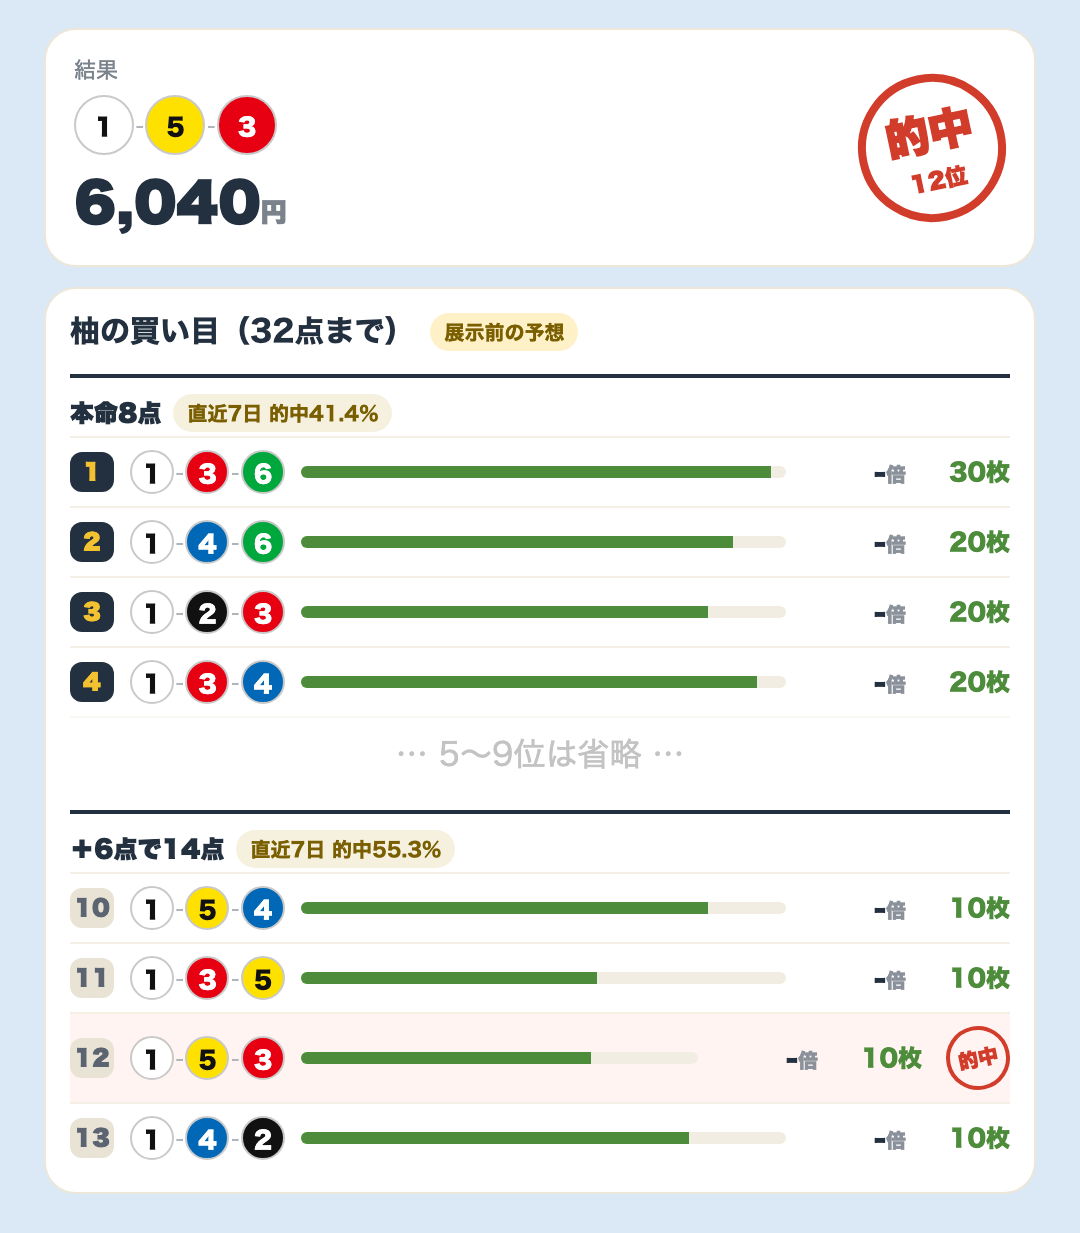 結果
1-5-3
6,040円
的中
12位
柚の買い目（32点まで） 展示前の予想
本命8点 直近7日 的中41.4%
1 1-3-6 -倍 30枚
2 1-4-6 -倍 20枚
3 1-2-3 -倍 20枚
4 1-3-4 -倍 20枚
… 5〜9位は省略 …
+6点で14点 直近7日 的中55.3%
10 1-5-4 -倍 10枚
11 1-3-5 -倍 10枚
12 1-5-3 -倍 10枚 的中
13 1-4-2 -倍 10枚